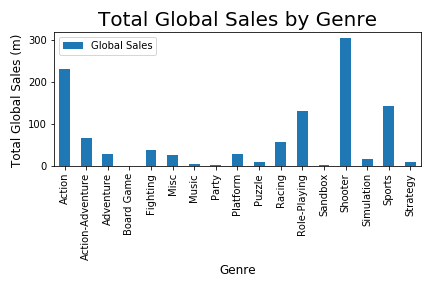 Total Global Sales by Genre
Total Global Sales (m)
300
200
100
0
Global Sales
Action
Action-Adventure
Adventure
Board Game
Fighting
Misc
Music
Party
Platform
Puzzle
Racing
Role-Playing
Sandbox
Shooter
Simulation
Sports
Strategy
Genre